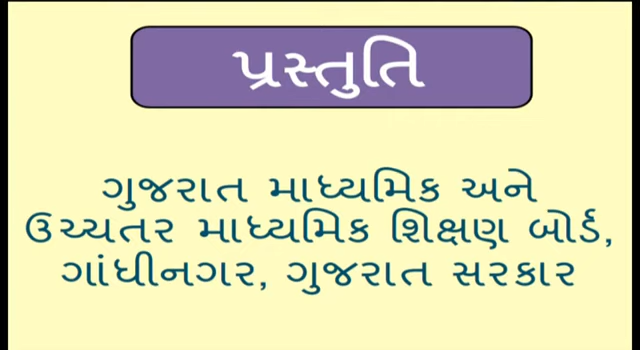 પ્રસ્તુતિ
ગુજરાત માધ્યમિક અને
ઉચ્ચતર માધ્યમિક શિક્ષણ બોર્ડ,
ગાંધીનગર, ગુજરાત સરકાર